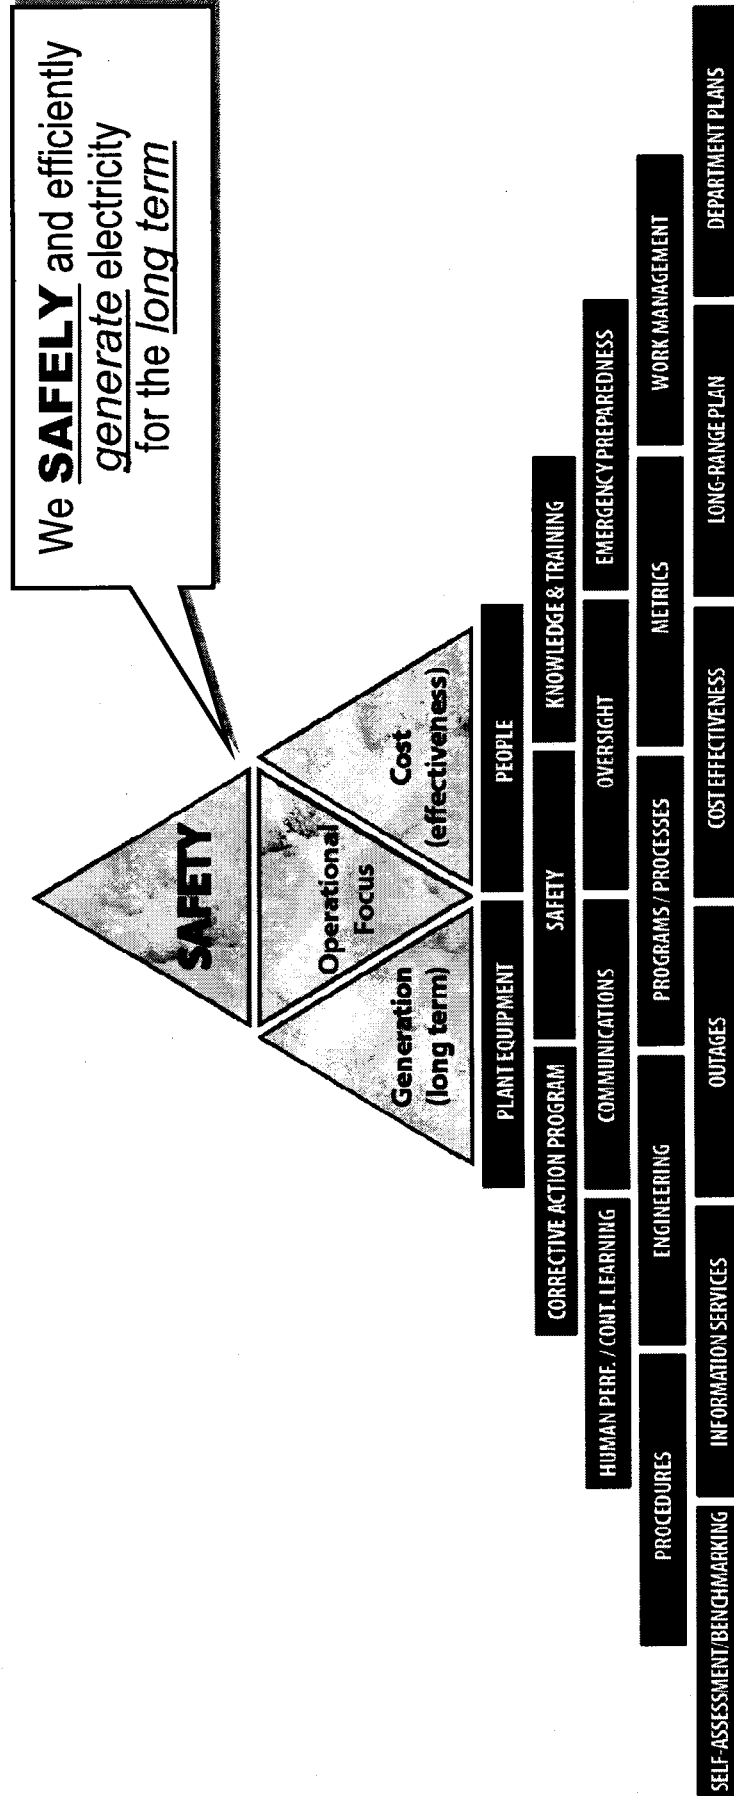 We SAFELY and efficiently
generate electricity
for the long term
SAFETY
Operational
Focus
Generation
(long term)
Cost
(effectiveness)
PLANT EQUIPMENT
PEOPLE
CORRECTIVE ACTION PROGRAM
SAFETY
KNOWLEDGE & TRAINING
HUMAN PERF. / CONT. LEARNING
COMMUNICATIONS
OVERSIGHT
EMERGENCY PREPAREDNESS
PROCEDURES
ENGINEERING
PROGRAMS / PROCESSES
METRICS
WORK MANAGEMENT
SELF-ASSESSMENT/BENCHMARKING
INFORMATION SERVICES
OUTAGES
COST EFFECTIVENESS
LONG-RANGE PLAN
DEPARTMENT PLANS